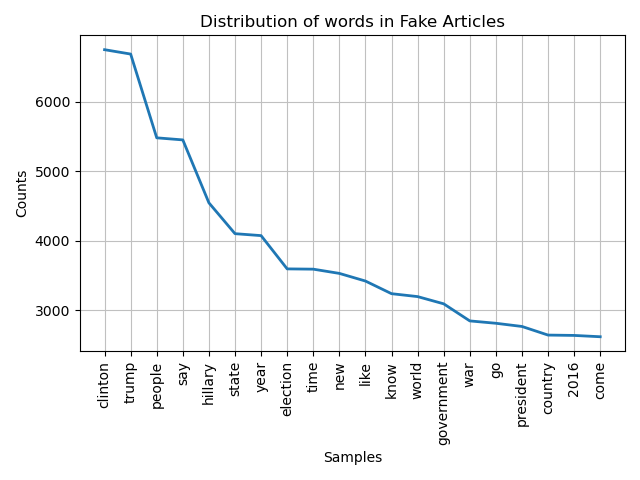 Distribution of words in Fake Articles
Counts
6000
5000
4000
3000
clinton
trump
people
say
hillary
state
year
election
time
new
like
know
world
government
war
go
president
country
2016
come
Samples